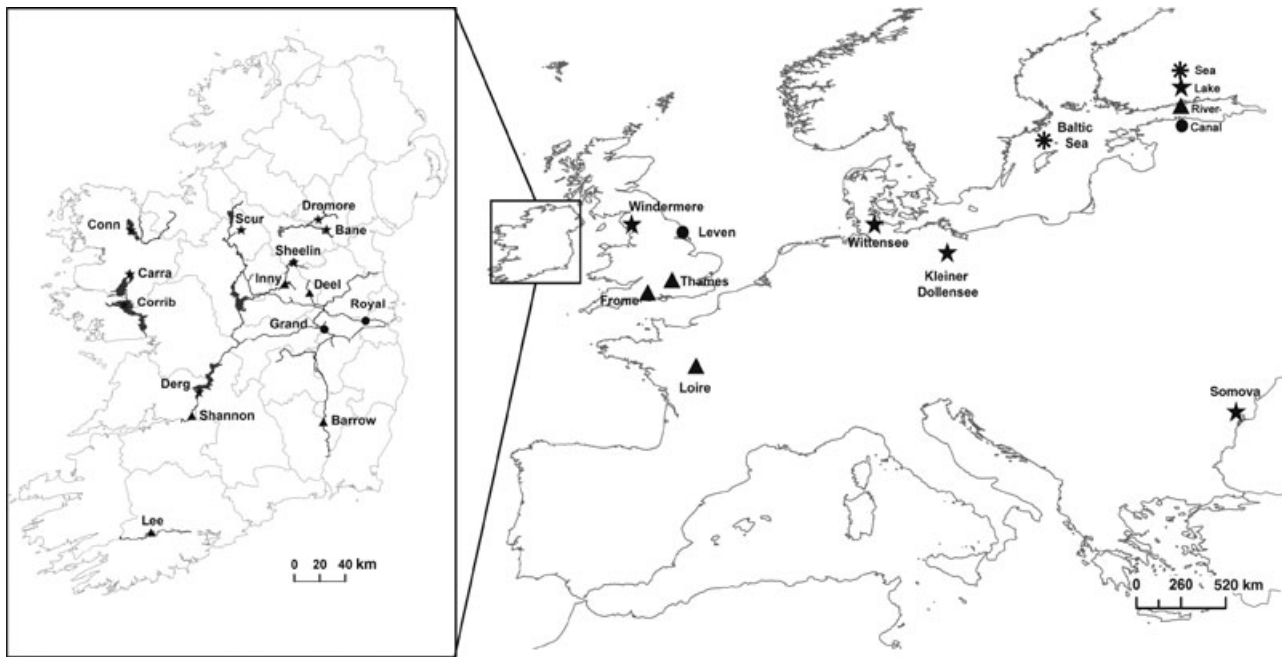 Conn
Scur
Dromore
Bane
Sheelin
Carra
Inny
Deel
Corrib
Royal
Grand
Derg
Shannon
Barrow
Lee
0 20 40 km
Sea
Lake
River
Canal
Baltic
Sea
Windermere
Leven
Wittensee
Thames
Kleiner
Dollensee
Frome
Loire
Somova
0 260 520 km